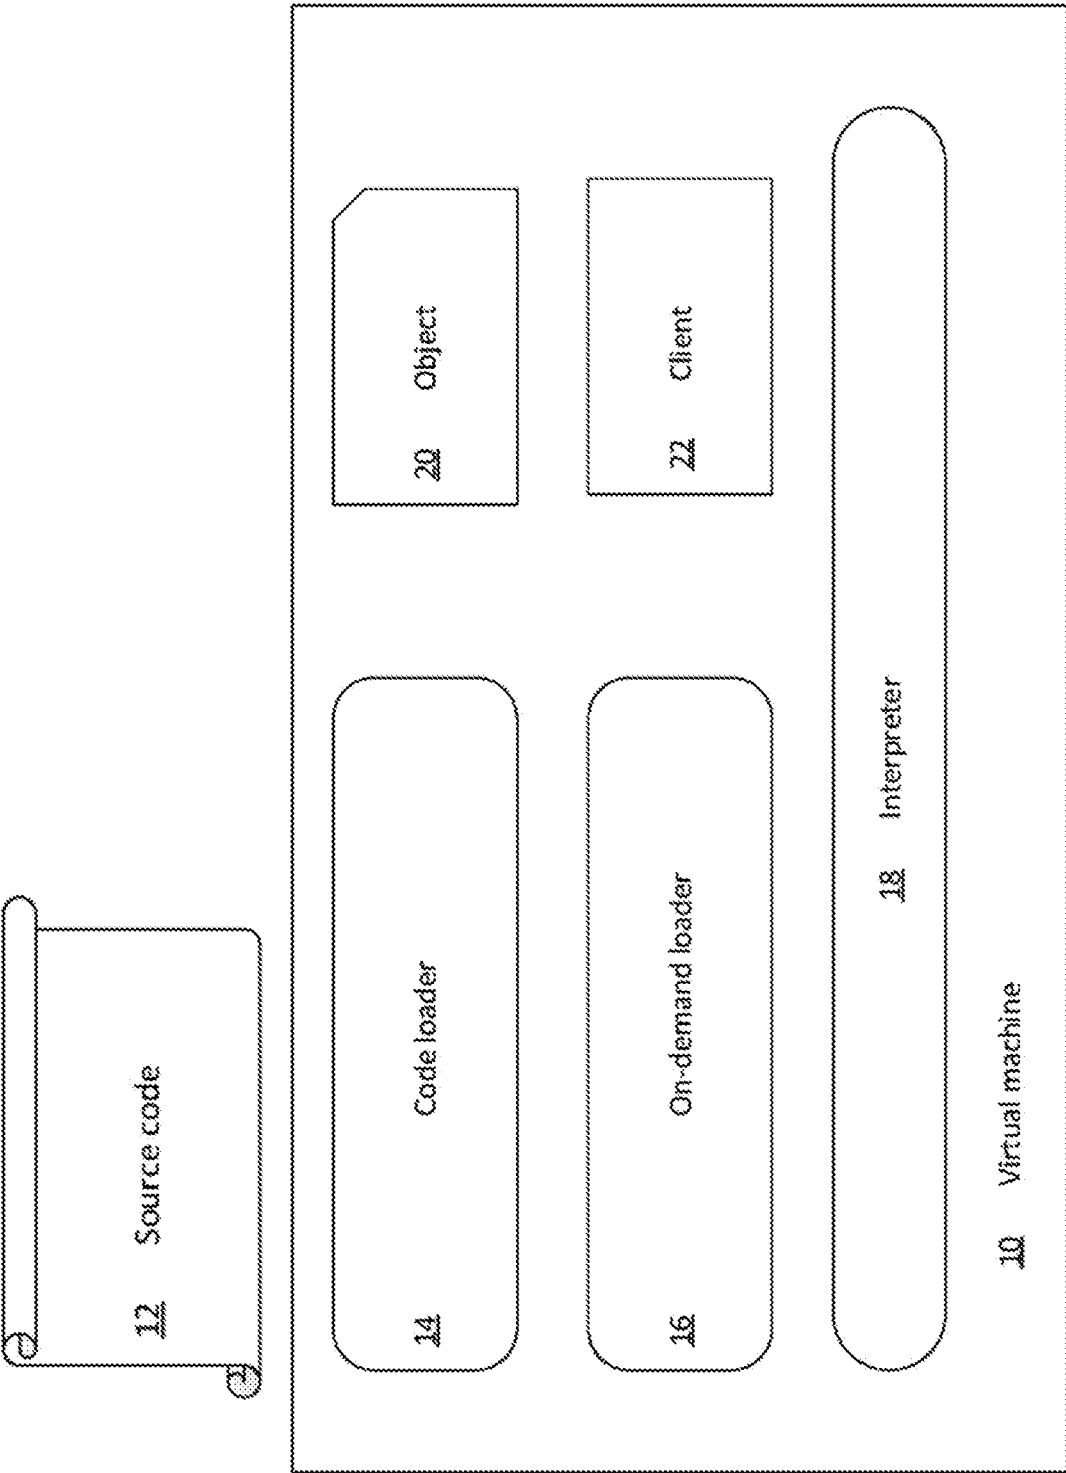 12 Source code
14 Code loader
20 Object
16 On-demand loader
22 Client
18 Interpreter
10 Virtual machine